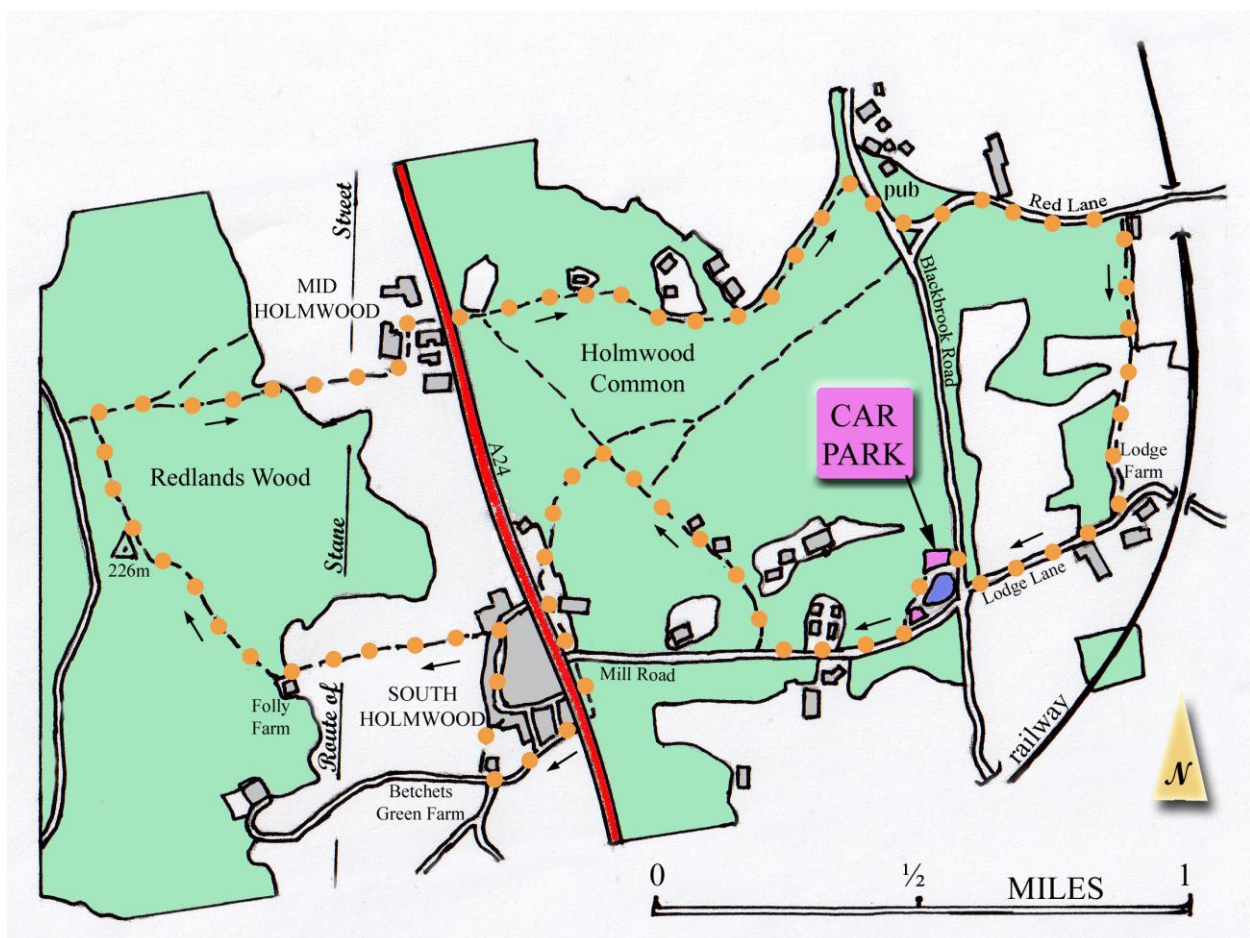 pub
Red Lane
Street
MID
HOLMWOOD
Blackbrook Road
Holmwood
Common
CAR
PARK
A24
Lodge
Farm
Redlands Wood
Stane
226m
Lodge Lane
Mill Road
SOUTH
HOLMWOOD
Folly
Farm
Route of
railway
Betchets
Green Farm
N
0 ½ MILES 1